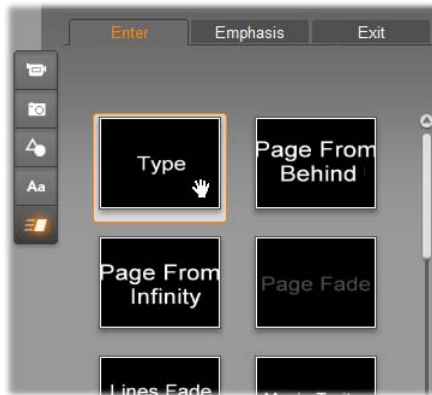 Enter Emphasis Exit
Aa
Type
Page From
Behind
Page From
Infinity
Page Fade
Lines Fade